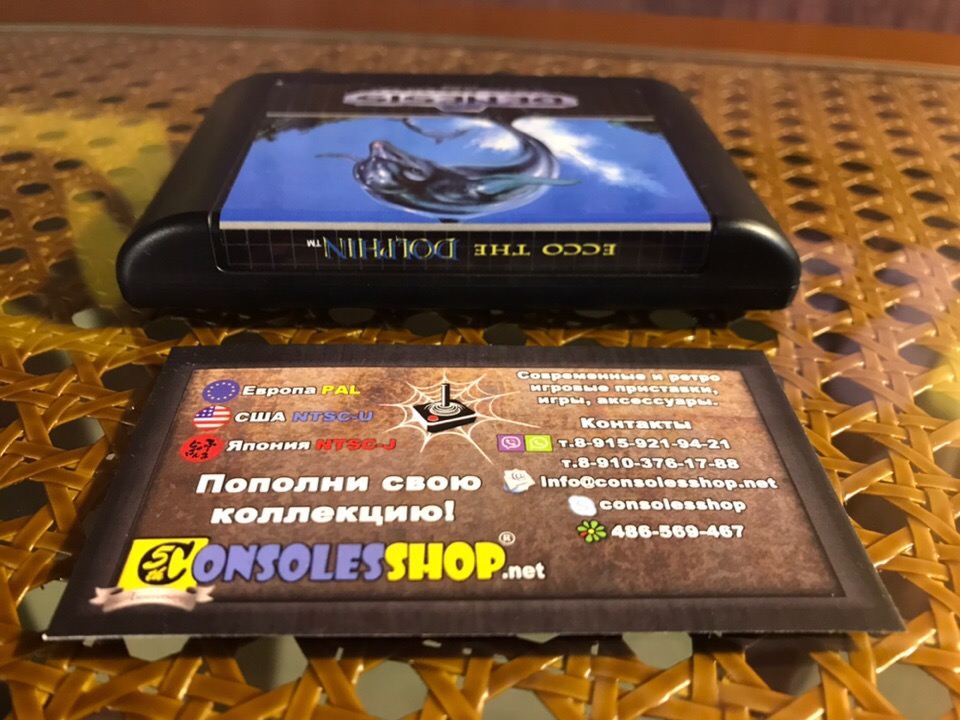 GENESIS
ECCO THE DOLPHIN™
Европа PAL
США NTSC-U
Япония NTSC-J
Пополни свою
коллекцию!
CONSOLESSHOP®.net
Современные и ретро
игровые приставки,
игры, аксессуары.
Контакты
т.8-915-921-94-21
т.8-910-376-17-88
info@consolesshop.net
consolesshop
486-569-467